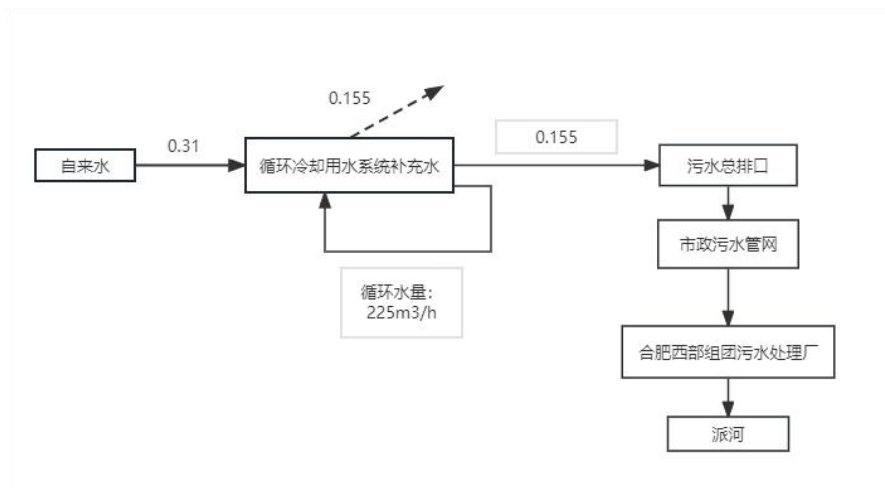 0.155
0.155
0.31
自来水
循环冷却用水系统补充水
污水总排口
市政污水管网
循环水量：
225m3/h
合肥西部组团污水处理厂
派河